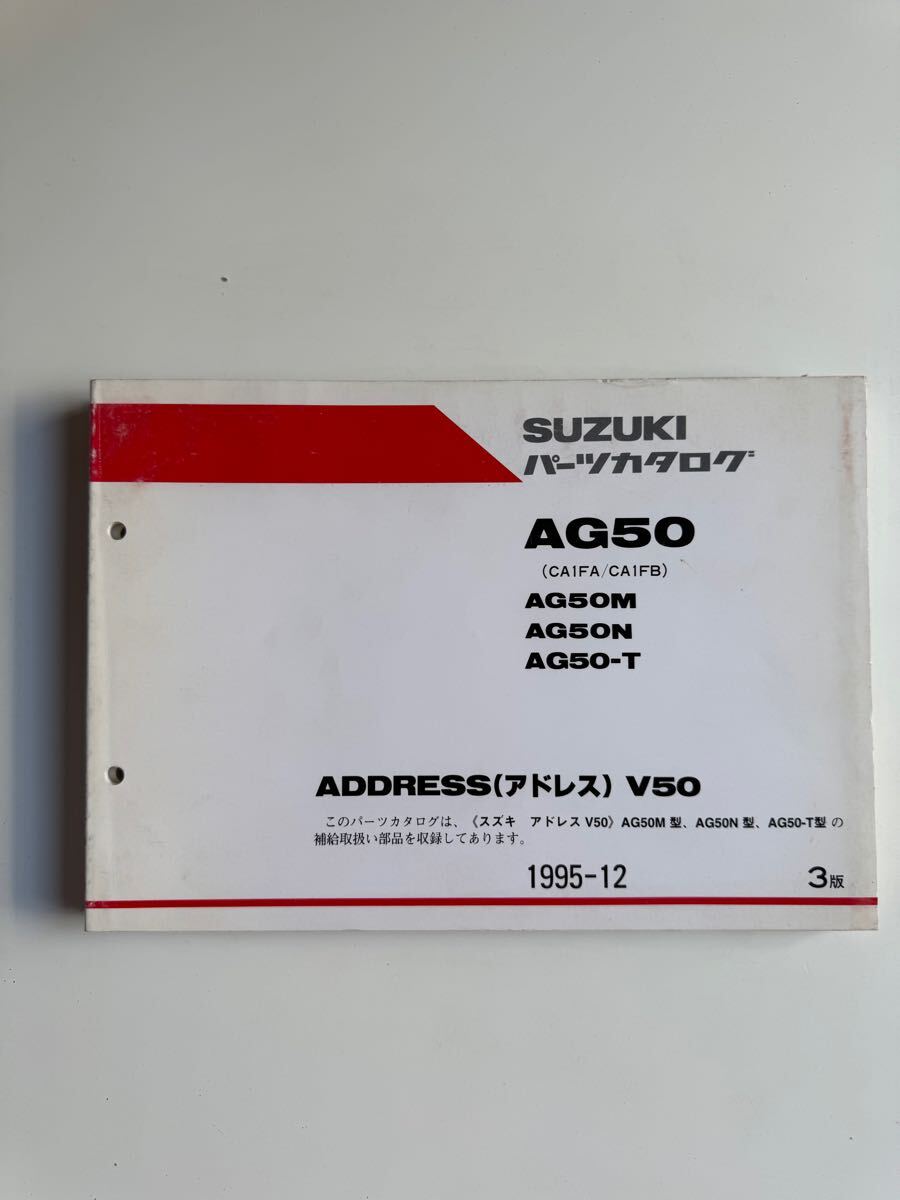 SUZUKI
パーツカタログ
AG50
(CA1FA/CA1FB)
AG50M
AG50N
AG50-T
ADDRESS(アドレス) V50
このパーツカタログは、《スズキ　アドレス V50》AG50M 型、AG50N 型、AG50-T型 の
補給取扱い部品を収録してあります。
1995-12 3版